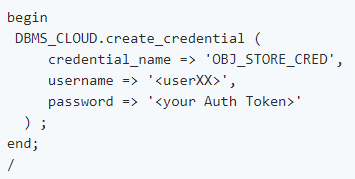 begin
 DBMS_CLOUD.create_credential (
     credential_name => 'OBJ_STORE_CRED',
     username => '<userXX>',
     password => '<your Auth Token>'
  ) ;
end;
/